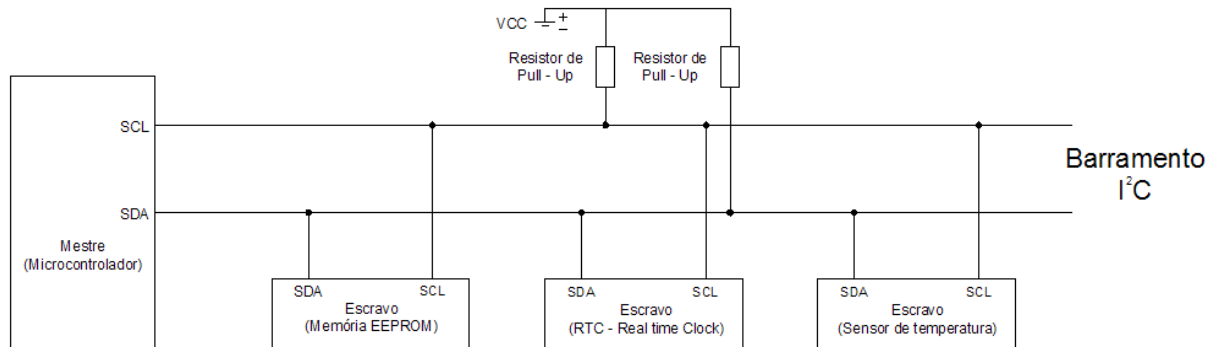 VCC
Resistor de
Pull - Up
Resistor de
Pull - Up
SCL
SDA
Mestre
(Microcontrolador)
Barramento
I²C
SDA
SCL
Escravo
(Memória EEPROM)
SDA
SCL
Escravo
(RTC - Real time Clock)
SDA
SCL
Escravo
(Sensor de temperatura)